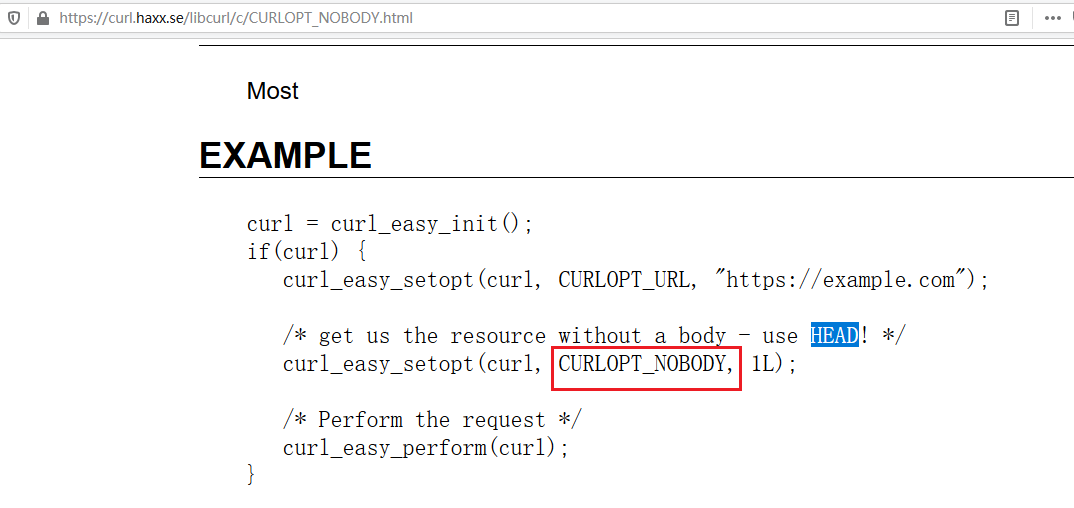 https://curl.haxx.se/libcurl/c/CURLOPT_NOBODY.html
Most
EXAMPLE
curl = curl_easy_init();
if(curl) {
curl_easy_setopt(curl, CURLOPT_URL, "https://example.com");
/* get us the resource without a body - use HEAD! */
curl_easy_setopt(curl, CURLOPT_NOBODY, 1L);
/* Perform the request */
curl_easy_perform(curl);
}